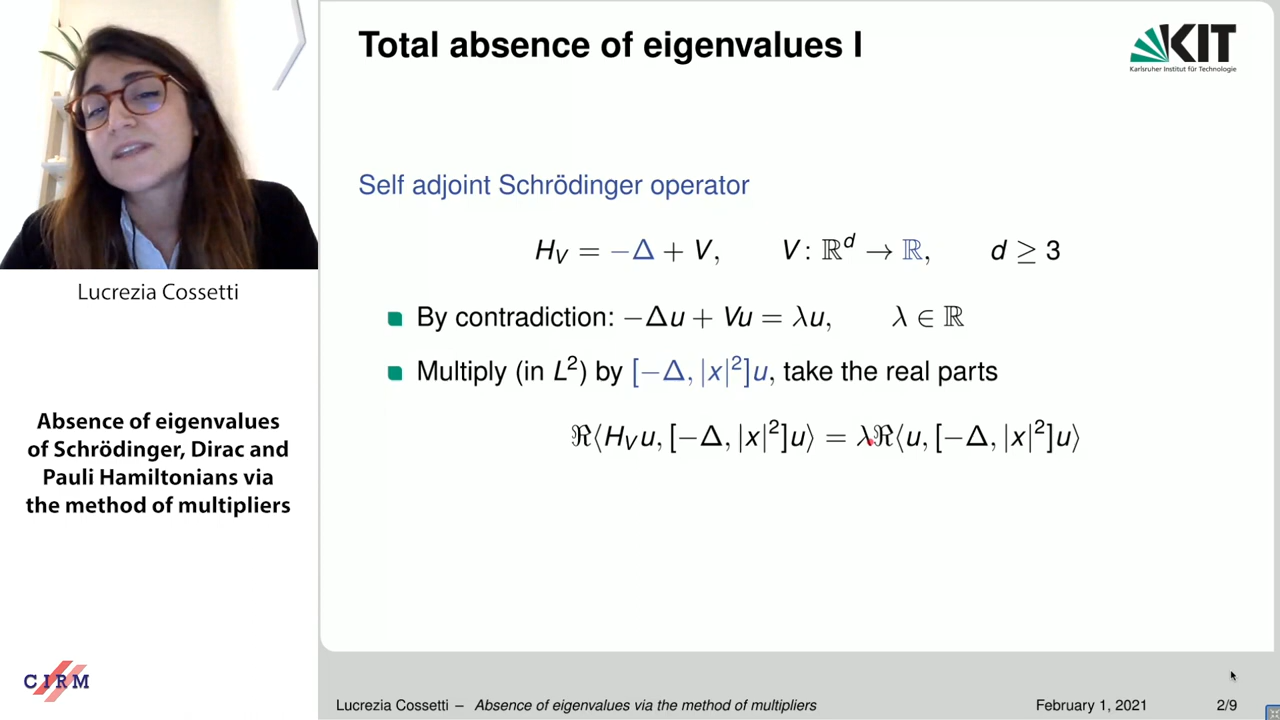 Total absence of eigenvalues I
KIT
Karlsruher Institut für Technologie
Self adjoint Schrödinger operator
H_V = −Δ + V, V: ℝ^d → ℝ, d ≥ 3
By contradiction: −Δu + Vu = λu, λ ∈ ℝ
Multiply (in L²) by [−Δ, |x|²]u, take the real parts
ℜ⟨H_V u, [−Δ, |x|²]u⟩ = λℜ⟨u, [−Δ, |x|²]u⟩
Lucrezia Cossetti
Absence of eigenvalues
of Schrödinger, Dirac and
Pauli Hamiltonians via
the method of multipliers
CIRM
Lucrezia Cossetti – Absence of eigenvalues via the method of multipliers February 1, 2021 2/9